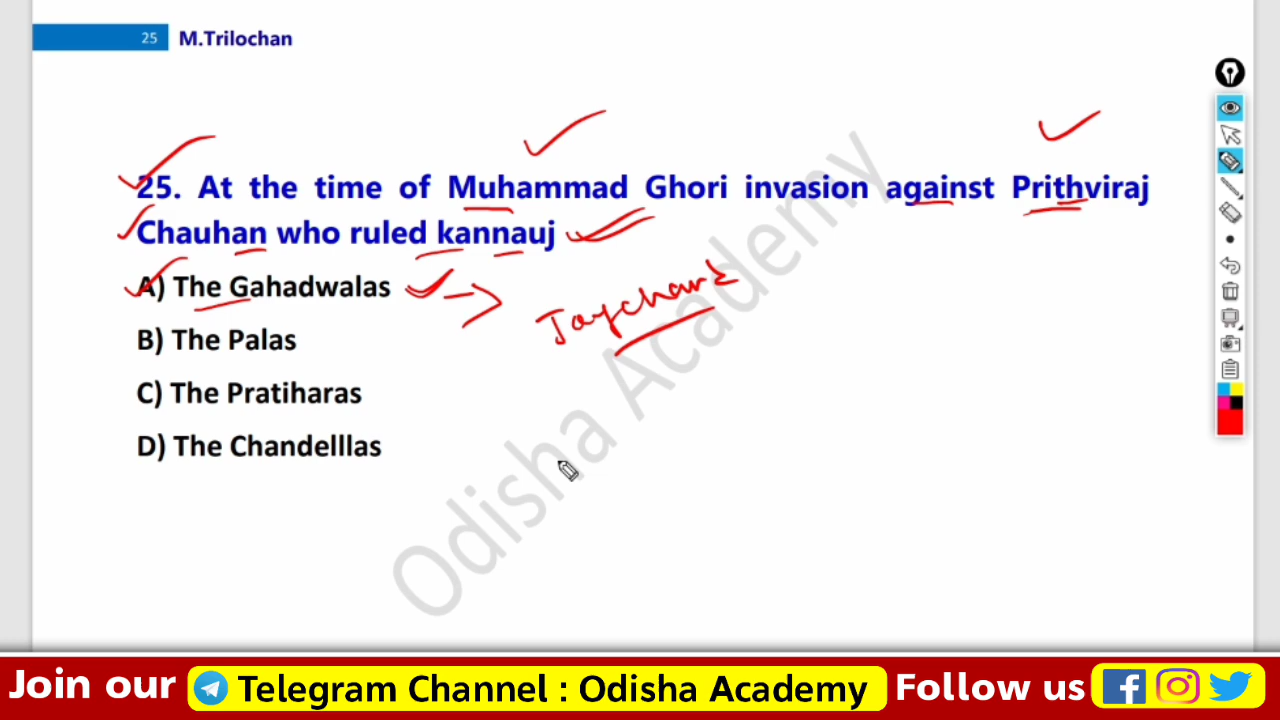 25 M.Trilochan
25. At the time of Muhammad Ghori invasion against Prithviraj
Chauhan who ruled kannauj
A) The Gahadwalas
Jaychand
B) The Palas
C) The Pratiharas
D) The Chandelllas
Odisha Academy
Join our Telegram Channel : Odisha Academy Follow us